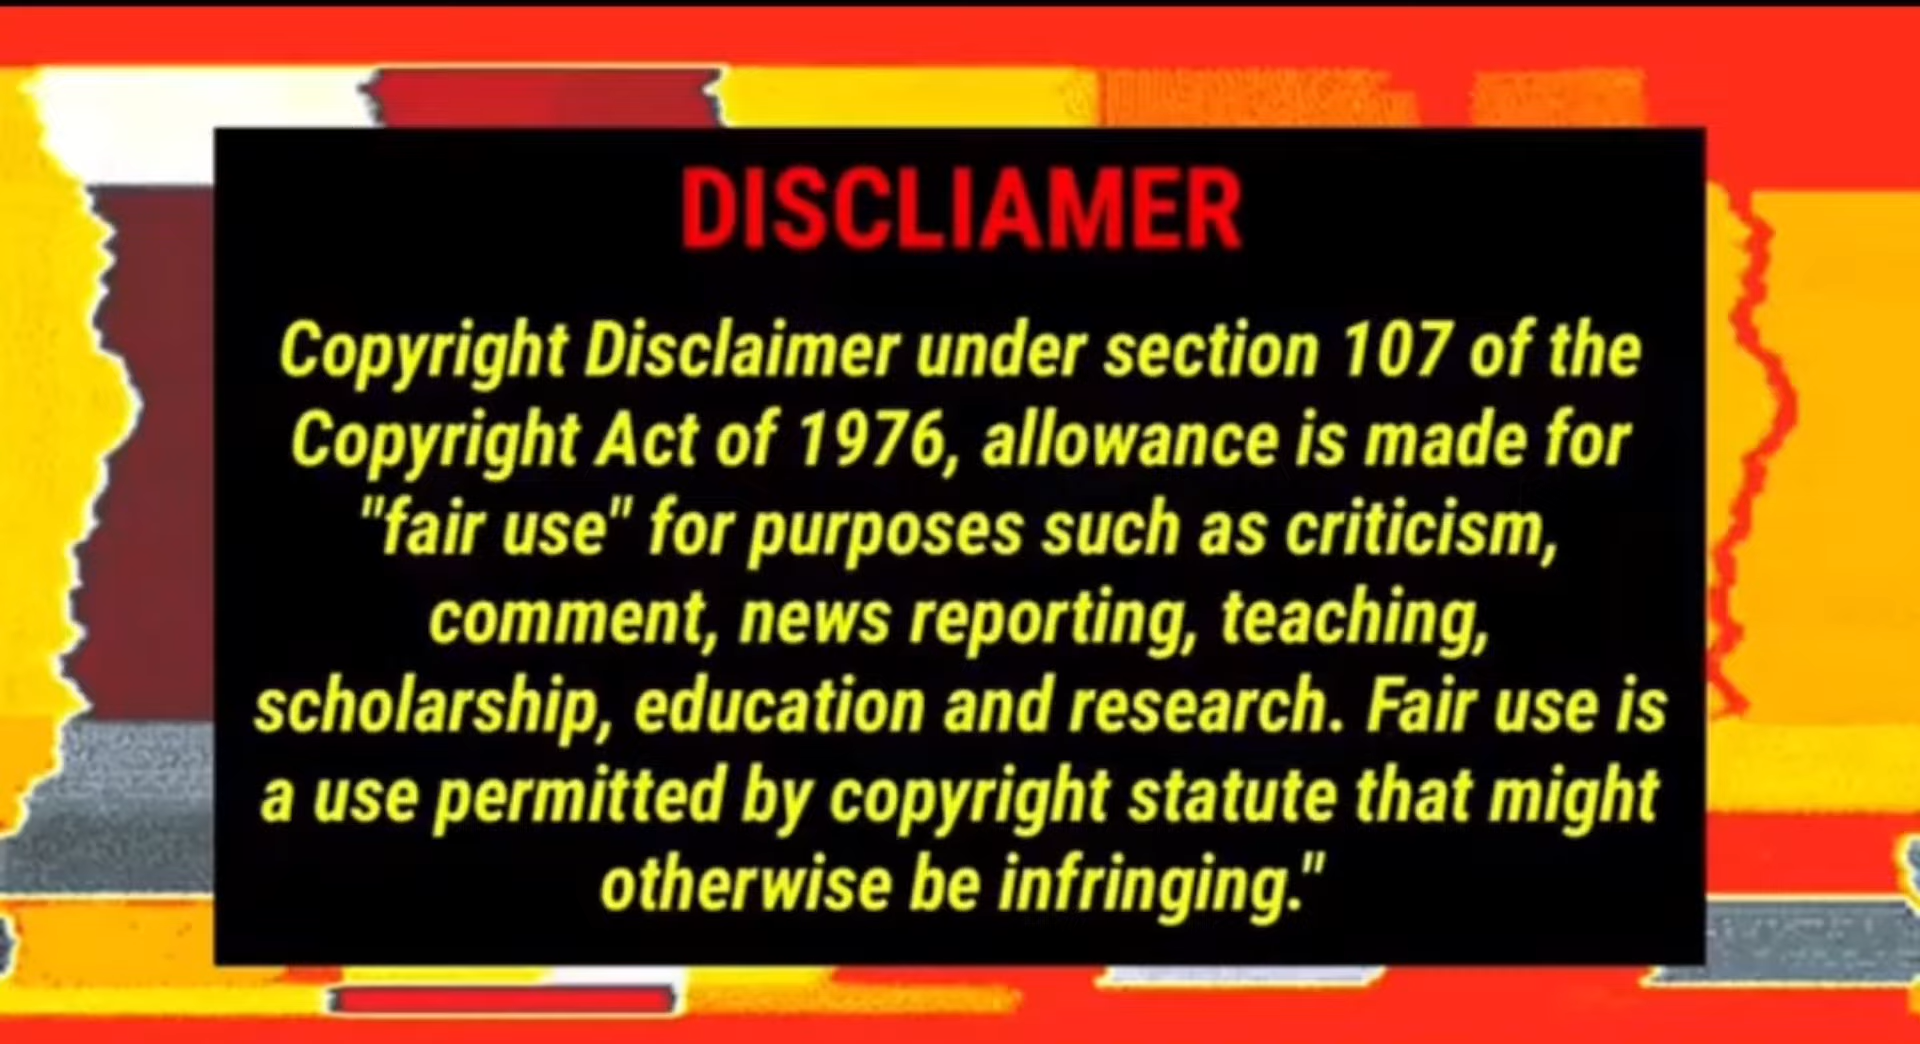 DISCLIAMER
Copyright Disclaimer under section 107 of the
Copyright Act of 1976, allowance is made for
"fair use" for purposes such as criticism,
comment, news reporting, teaching,
scholarship, education and research. Fair use is
a use permitted by copyright statute that might
otherwise be infringing."